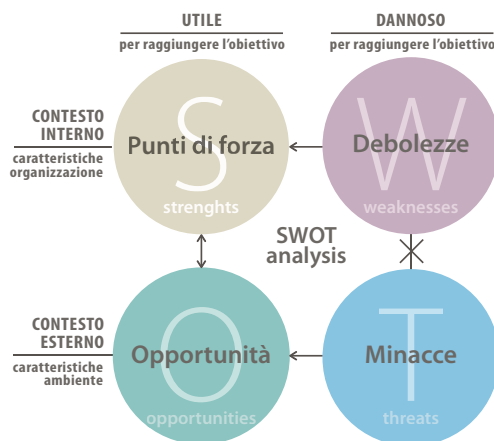 UTILE
per raggiungere l'obiettivo
DANNOSO
per raggiungere l'obiettivo
CONTESTO
INTERNO
caratteristiche
organizzazione
S
Punti di forza
strenghts
W
Debolezze
weaknesses
SWOT
analysis
CONTESTO
ESTERNO
caratteristiche
ambiente
O
Opportunità
opportunities
T
Minacce
threats